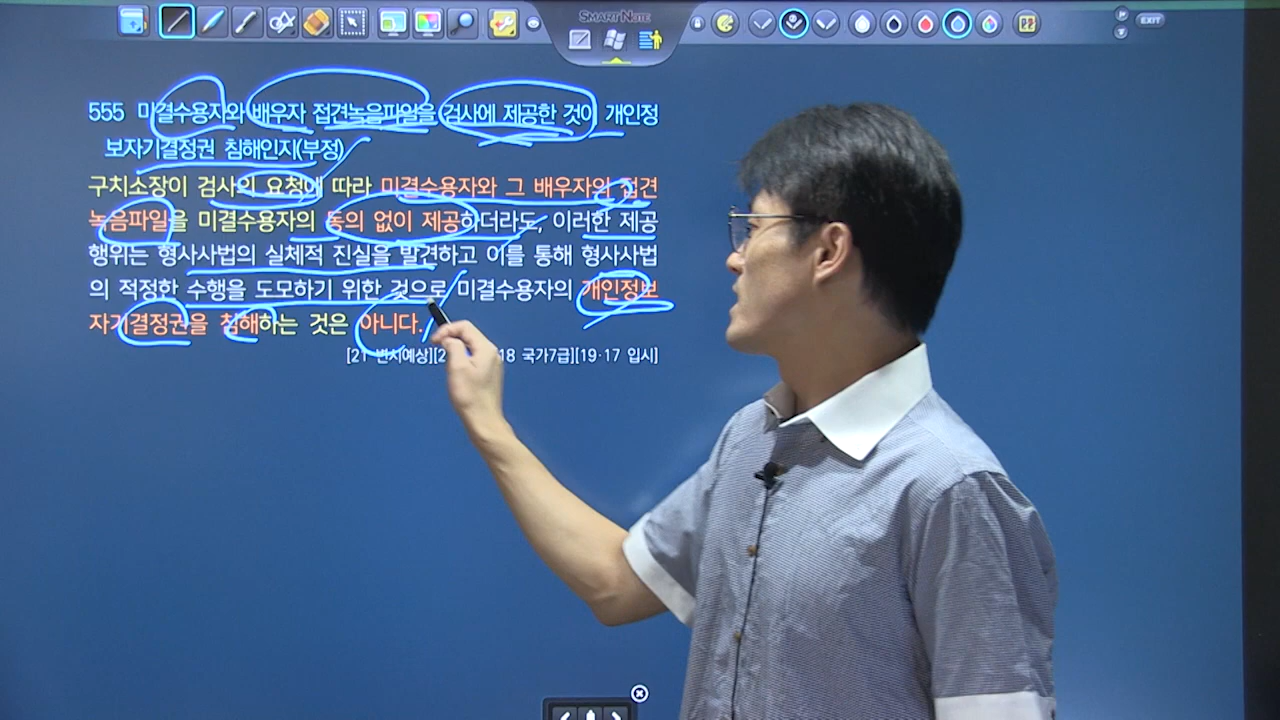 SMART NOTE
EXIT
555 미결수용자와 배우자 접견녹음파일을 검사에 제공한 것이 개인정
보자기결정권 침해인지(부정)
구치소장이 검사의 요청에 따라 미결수용자와 그 배우자의 접견
녹음파일을 미결수용자의 동의 없이 제공하더라도, 이러한 제공
행위는 형사사법의 실체적 진실을 발견하고 이를 통해 형사사법
의 적정한 수행을 도모하기 위한 것으로 미결수용자의 개인정보
자기결정권을 침해하는 것은 아니다.
[21 변시예상][2 18 국가7급][19·17 입시]